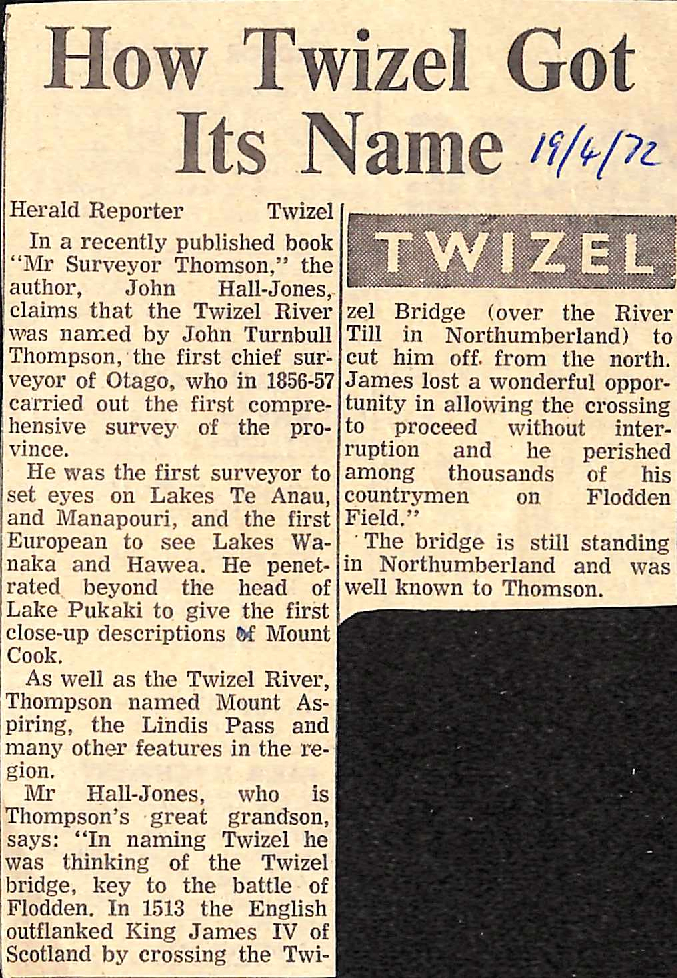 How Twizel Got
Its Name 19/4/72
Herald Reporter Twizel
In a recently published book
"Mr Surveyor Thomson," the
author, John Hall-Jones,
claims that the Twizel River
was named by John Turnbull
Thompson, the first chief sur-
veyor of Otago, who in 1856-57
carried out the first compre-
hensive survey of the pro-
vince.
He was the first surveyor to
set eyes on Lakes Te Anau,
and Manapouri, and the first
European to see Lakes Wa-
naka and Hawea. He penet-
rated beyond the head of
Lake Pukaki to give the first
close-up descriptions of Mount
Cook.
As well as the Twizel River,
Thompson named Mount As-
piring, the Lindis Pass and
many other features in the re-
gion.
Mr Hall-Jones, who is
Thompson's great grandson,
says: "In naming Twizel he
was thinking of the Twizel
bridge, key to the battle of
Flodden. In 1513 the English
outflanked King James IV of
Scotland by crossing the Twi-
TWIZEL
zel Bridge (over the River
Till in Northumberland) to
cut him off from the north.
James lost a wonderful oppor-
tunity in allowing the crossing
to proceed without inter-
ruption and he perished
among thousands of his
countrymen on Flodden
Field."
The bridge is still standing
in Northumberland and was
well known to Thomson.